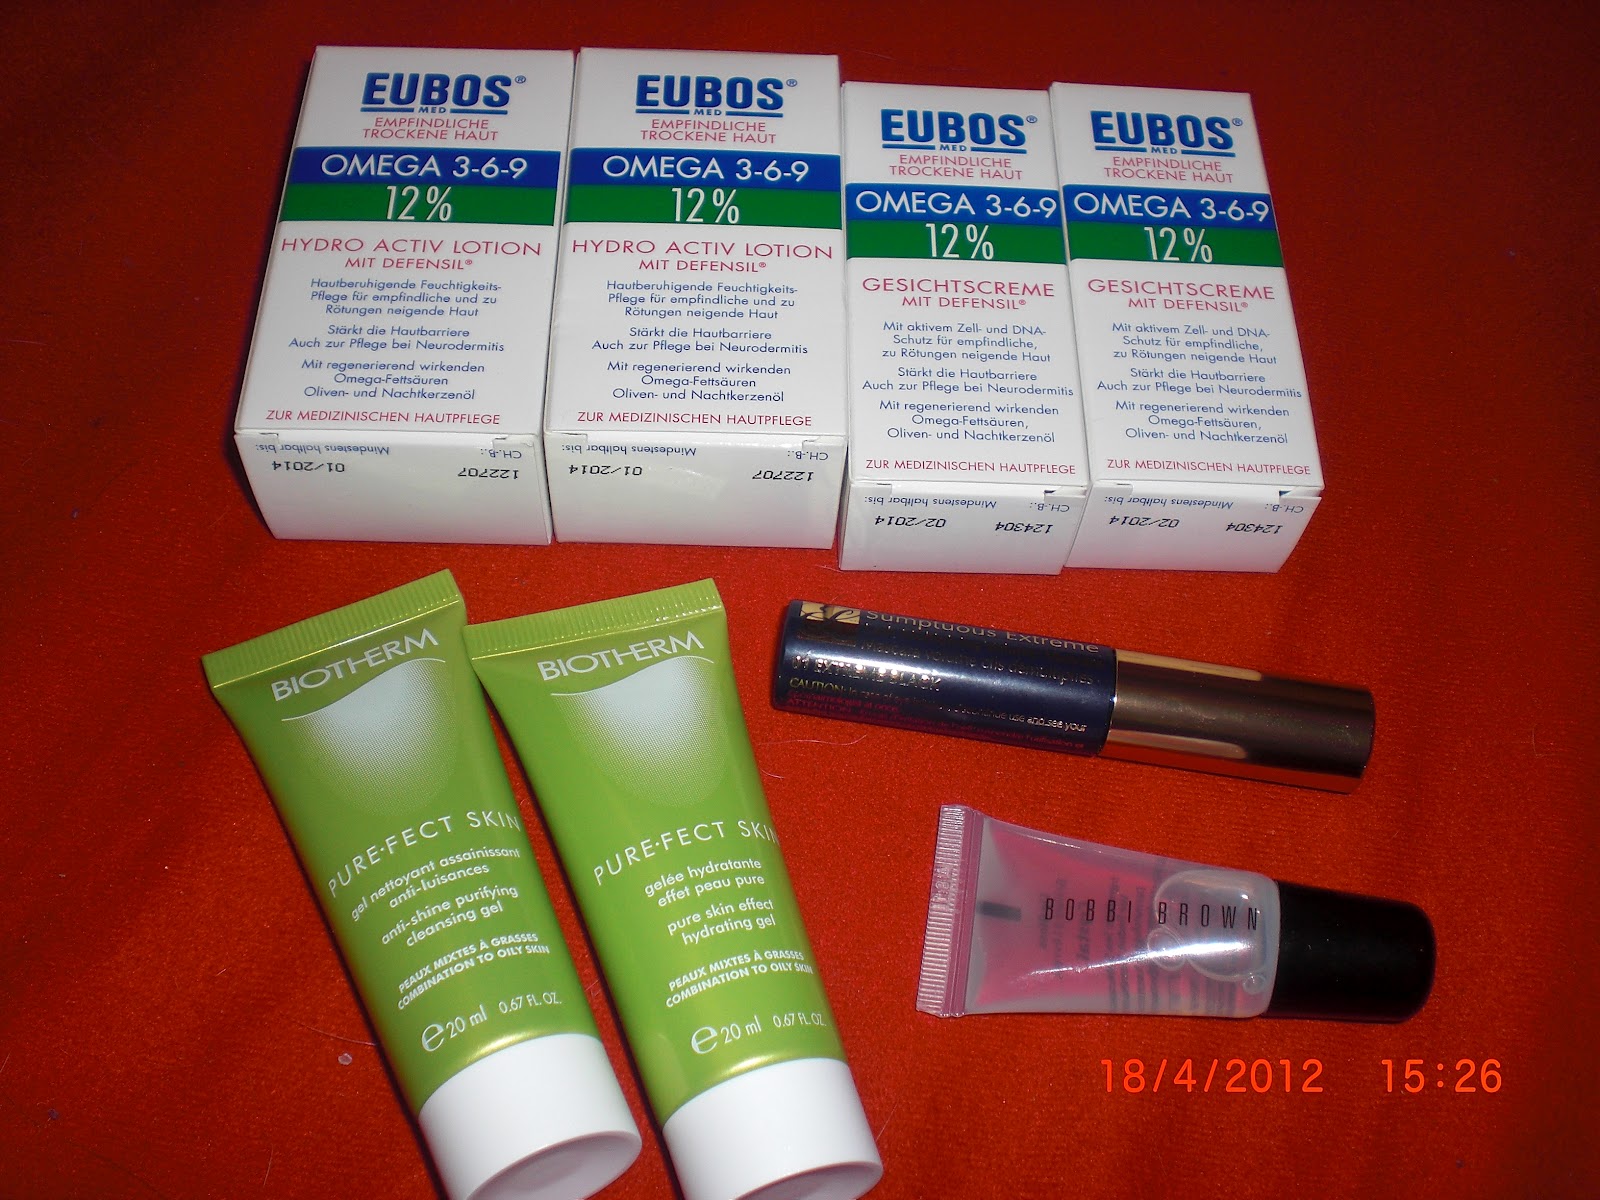 EUBOS®
MED
EMPFINDLICHE
TROCKENE HAUT
OMEGA 3-6-9
12%
HYDRO ACTIV LOTION
MIT DEFENSIL®
Hautberuhigende Feuchtigkeits-
Pflege für empfindliche und zu
Rötungen neigende Haut
Stärkt die Hautbarriere
Auch zur Pflege bei Neurodermitis
Mit regenerierend wirkenden
Omega-Fettsäuren
Oliven- und Nachtkerzenöl
ZUR MEDIZINISCHEN HAUTPFLEGE
CH.-B.: Mindestens haltbar bis:
122707 01/2014
EUBOS®
MED
EMPFINDLICHE
TROCKENE HAUT
OMEGA 3-6-9
12%
HYDRO ACTIV LOTION
MIT DEFENSIL®
Hautberuhigende Feuchtigkeits-
Pflege für empfindliche und zu
Rötungen neigende Haut
Stärkt die Hautbarriere
Auch zur Pflege bei Neurodermitis
Mit regenerierend wirkenden
Omega-Fettsäuren
Oliven- und Nachtkerzenöl
ZUR MEDIZINISCHEN HAUTPFLEGE
CH.-B.: Mindestens haltbar bis:
122707 01/2014
EUBOS®
MED
EMPFINDLICHE
TROCKENE HAUT
OMEGA 3-6-9
12%
GESICHTSCREME
MIT DEFENSIL®
Mit aktivem Zell- und DNA-
Schutz für empfindliche,
zu Rötungen neigende Haut
Stärkt die Hautbarriere
Auch zur Pflege bei Neurodermitis
Mit regenerierend wirkenden
Omega-Fettsäuren,
Oliven- und Nachtkerzenöl
ZUR MEDIZINISCHEN HAUTPFLEGE
CH.-B.: Mindestens haltbar bis:
124304 02/2014
EUBOS®
MED
EMPFINDLICHE
TROCKENE HAUT
OMEGA 3-6-9
12%
GESICHTSCREME
MIT DEFENSIL®
Mit aktivem Zell- und DNA-
Schutz für empfindliche,
zu Rötungen neigende Haut
Stärkt die Hautbarriere
Auch zur Pflege bei Neurodermitis
Mit regenerierend wirkenden
Omega-Fettsäuren,
Oliven- und Nachtkerzenöl
ZUR MEDIZINISCHEN HAUTPFLEGE
CH.-B.: Mindestens haltbar bis:
124304 02/2014
BIOTHERM
PURE·FECT SKIN
gel nettoyant assainissant
anti-luisances
anti-shine purifying
cleansing gel
PEAUX MIXTES À GRASSES
COMBINATION TO OILY SKIN
℮20 ml 0.67 FL. OZ.
BIOTHERM
PURE·FECT SKIN
gelée hydratante
effet peau pure
pure skin effect
hydrating gel
PEAUX MIXTES À GRASSES
COMBINATION TO OILY SKIN
℮20 ml 0.67 FL. OZ.
Sumptuous Extreme
BLACK
CAUTION: In case of
use and see your
ATTENTION:
BOBBI BROWN
18/4/2012 15:26